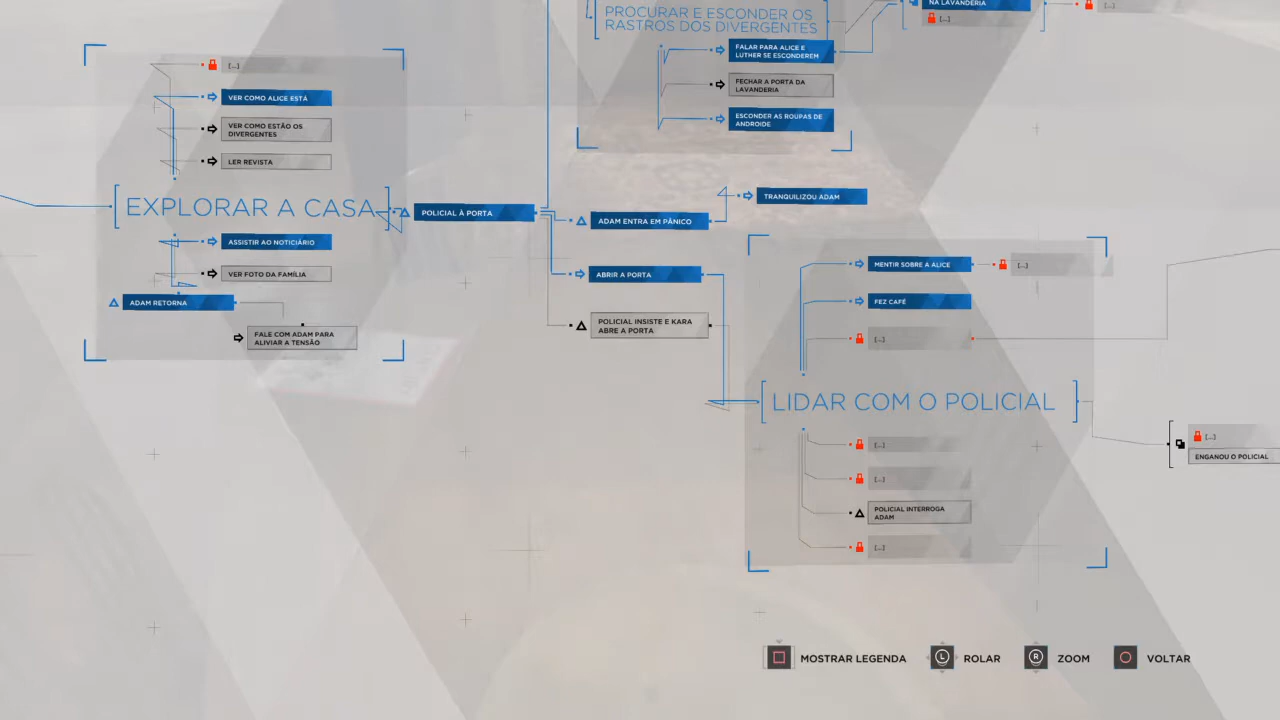 NA LAVANDERIA
[...]
[...]
PROCURAR E ESCONDER OS
RASTROS DOS DIVERGENTES
FALAR PARA ALICE E
LUTHER SE ESCONDEREM
FECHAR A PORTA DA
LAVANDERIA
ESCONDER AS ROUPAS DE
ANDROIDE
[...]
VER COMO ALICE ESTÁ
VER COMO ESTÃO OS
DIVERGENTES
LER REVISTA
EXPLORAR A CASA
ASSISTIR AO NOTICIÁRIO
VER FOTO DA FAMÍLIA
ADAM RETORNA
FALE COM ADAM PARA
ALIVIAR A TENSÃO
POLICIAL À PORTA
TRANQUILIZOU ADAM
ADAM ENTRA EM PÂNICO
ABRIR A PORTA
POLICIAL INSISTE E KARA
ABRE A PORTA
MENTIR SOBRE A ALICE
[...]
FEZ CAFÉ
[...]
LIDAR COM O POLICIAL
[...]
[...]
POLICIAL INTERROGA
ADAM
[...]
[...]
ENGANOU O POLICIAL
MOSTRAR LEGENDA
L
ROLAR
R
ZOOM
VOLTAR